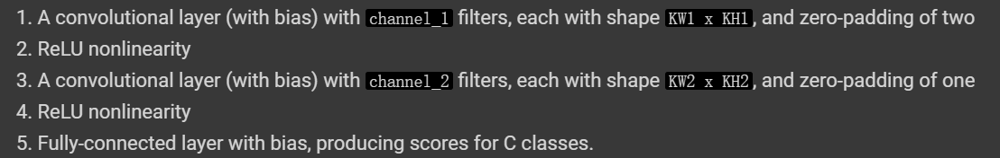 1. A convolutional layer (with bias) with channel_1 filters, each with shape KW1 x KH1, and zero-padding of two
2. ReLU nonlinearity
3. A convolutional layer (with bias) with channel_2 filters, each with shape KW2 x KH2, and zero-padding of one
4. ReLU nonlinearity
5. Fully-connected layer with bias, producing scores for C classes.